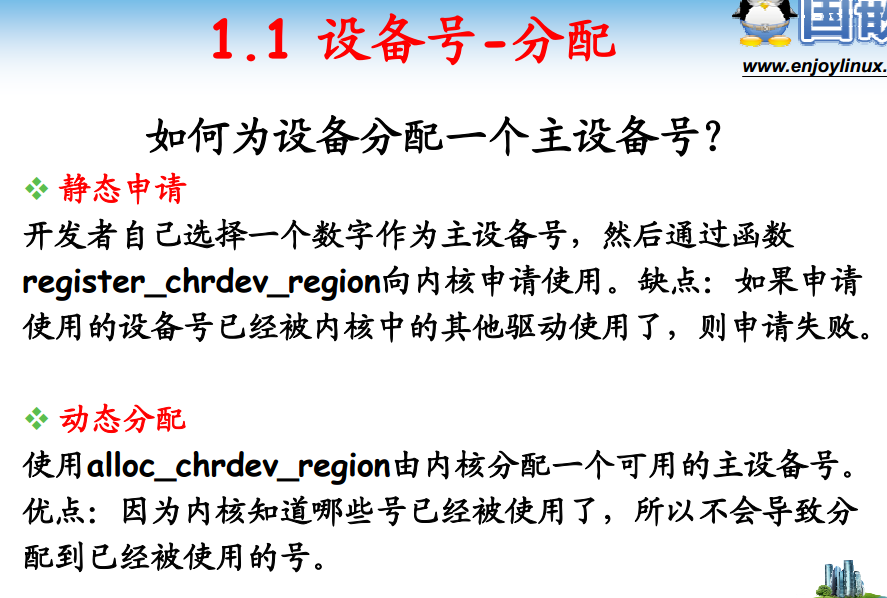 1.1 设备号-分配
国嵌
www.enjoylinux.
如何为设备分配一个主设备号？
静态申请
开发者自己选择一个数字作为主设备号，然后通过函数
register_chrdev_region向内核申请使用。缺点：如果申请
使用的设备号已经被内核中的其他驱动使用了，则申请失败。
动态分配
使用alloc_chrdev_region由内核分配一个可用的主设备号。
优点：因为内核知道哪些号已经被使用了，所以不会导致分
配到已经被使用的号。